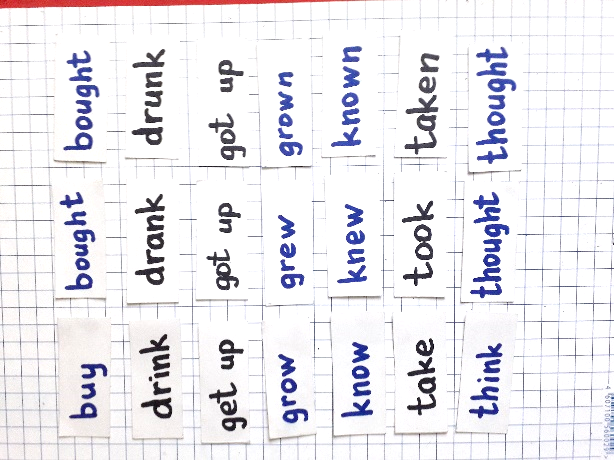 buy bought bought
drink drank drunk
get up got up got up
grow grew grown
know knew known
take took taken
think thought thought